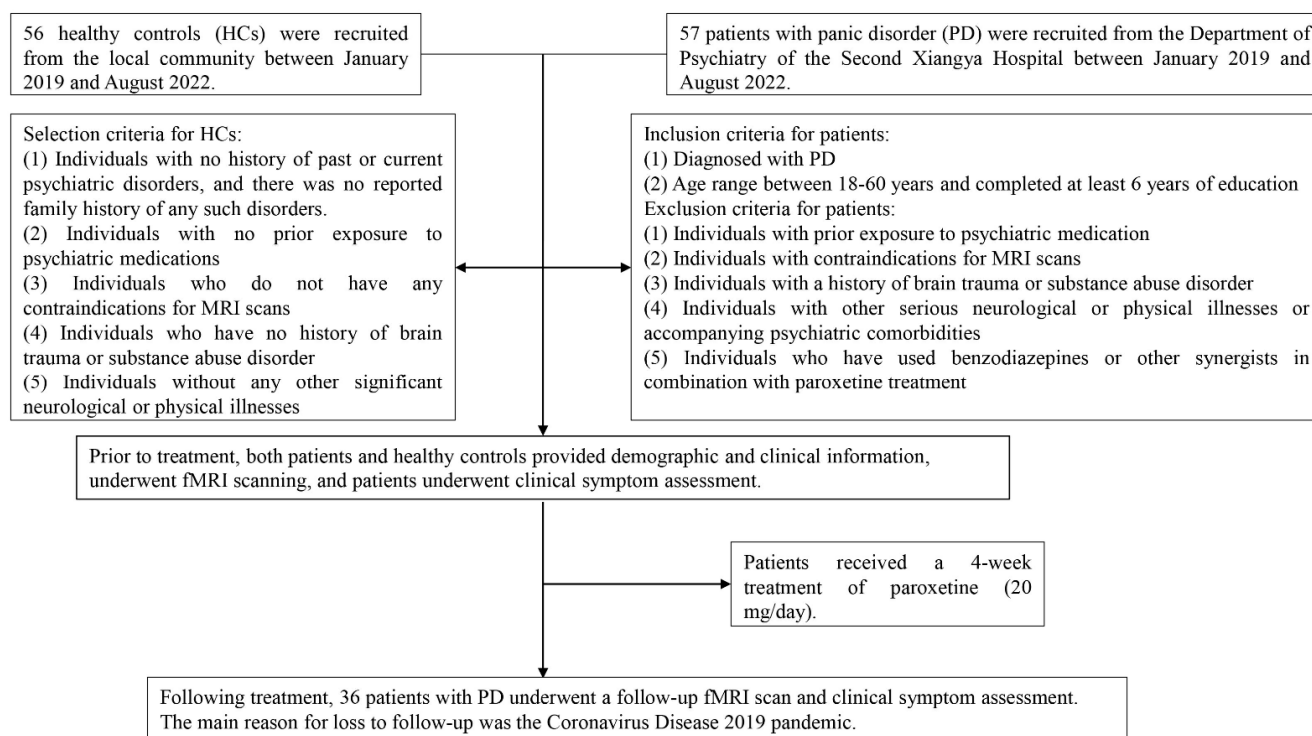 56 healthy controls (HCs) were recruited
from the local community between January
2019 and August 2022.
57 patients with panic disorder (PD) were recruited from the Department of
Psychiatry of the Second Xiangya Hospital between January 2019 and
August 2022.
Selection criteria for HCs:
(1) Individuals with no history of past or current
psychiatric disorders, and there was no reported
family history of any such disorders.
(2) Individuals with no prior exposure to
psychiatric medications
(3) Individuals who do not have any
contraindications for MRI scans
(4) Individuals who have no history of brain
trauma or substance abuse disorder
(5) Individuals without any other significant
neurological or physical illnesses
Inclusion criteria for patients:
(1) Diagnosed with PD
(2) Age range between 18-60 years and completed at least 6 years of education
Exclusion criteria for patients:
(1) Individuals with prior exposure to psychiatric medication
(2) Individuals with contraindications for MRI scans
(3) Individuals with a history of brain trauma or substance abuse disorder
(4) Individuals with other serious neurological or physical illnesses or
accompanying psychiatric comorbidities
(5) Individuals who have used benzodiazepines or other synergists in
combination with paroxetine treatment
Prior to treatment, both patients and healthy controls provided demographic and clinical information,
underwent fMRI scanning, and patients underwent clinical symptom assessment.
Patients received a 4-week
treatment of paroxetine (20
mg/day).
Following treatment, 36 patients with PD underwent a follow-up fMRI scan and clinical symptom assessment.
The main reason for loss to follow-up was the Coronavirus Disease 2019 pandemic.